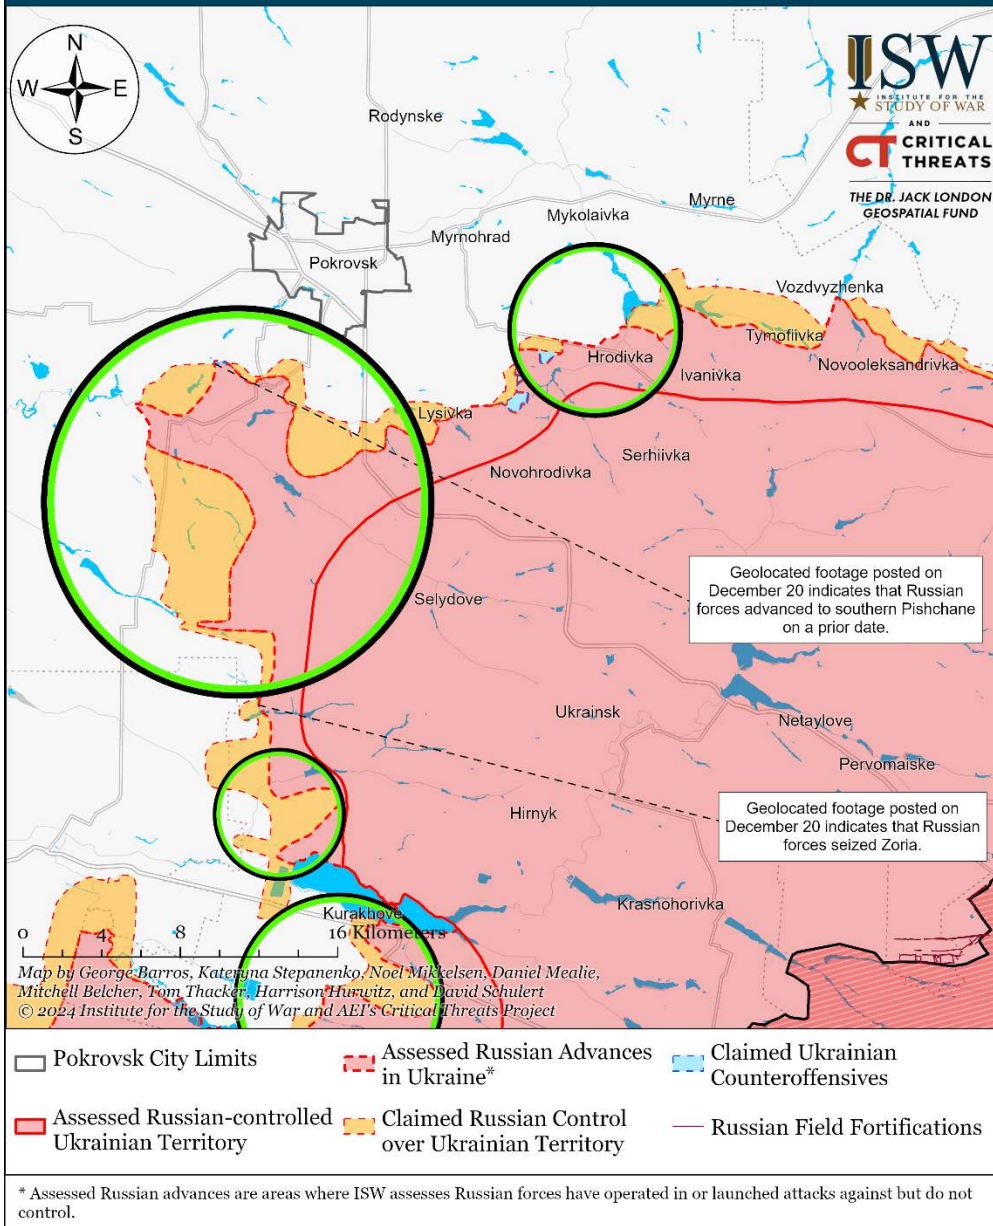 N
W
E
S
ISW
INSTITUTE FOR THE
STUDY OF WAR
AND
CT CRITICAL
THREATS
THE DR. JACK LONDON
GEOSPATIAL FUND
Rodynske
Myrne
Mykolaivka
Myrnohrad
Pokrovsk
Vozdvyzhenka
Tymofiivka
Hrodivka
Novooleksandrivka
Ivanivka
Lysivka
Serhiivka
Novohrodivka
Geolocated footage posted on
December 20 indicates that Russian
forces advanced to southern Pishchane
on a prior date.
Selydove
Ukrainsk
Netaylove
Pervomaiske
Geolocated footage posted on
December 20 indicates that Russian
forces seized Zoria.
Hirnyk
Krasnohorivka
Kurakhove
0 4 8 16 Kilometers
Map by George Barros, Kateryna Stepanenko, Noel Mikkelsen, Daniel Mealie,
Mitchell Belcher, Tom Thacker, Harrison Hurwitz, and David Schulert
© 2024 Institute for the Study of War and AEI's Critical Threats Project
Pokrovsk City Limits
Assessed Russian Advances
in Ukraine*
Claimed Ukrainian
Counteroffensives
Assessed Russian-controlled
Ukrainian Territory
Claimed Russian Control
over Ukrainian Territory
Russian Field Fortifications
* Assessed Russian advances are areas where ISW assesses Russian forces have operated in or launched attacks against but do not
control.